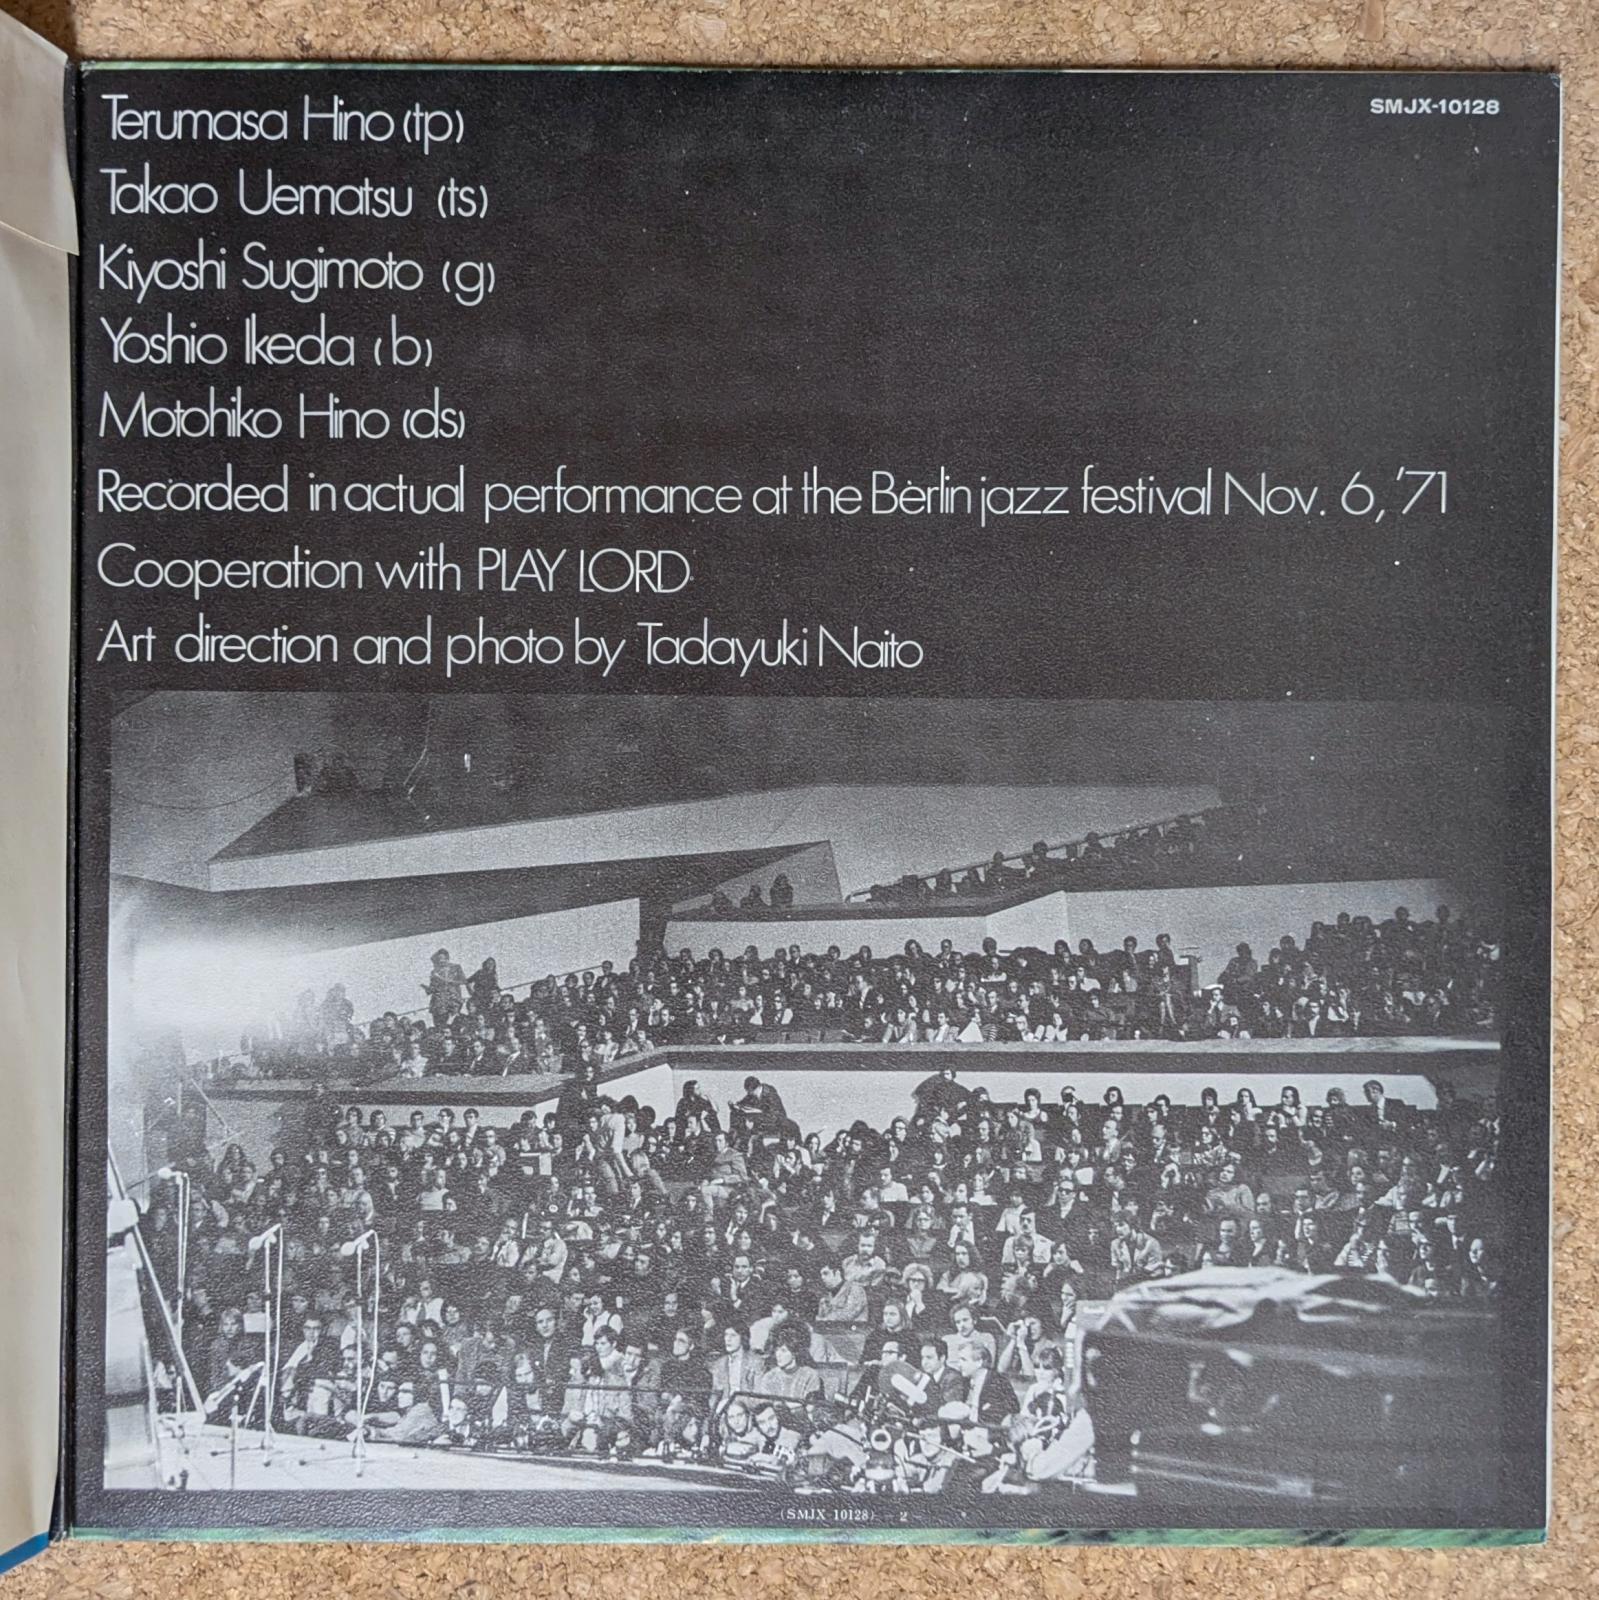 SMJX-10128
Terumasa Hino (tp)
Takao Uematsu (ts)
Kiyoshi Sugimoto (g)
Yoshio Ikeda (b)
Motohiko Hino (ds)
Recorded in actual performance at the Berlin jazz festival Nov. 6, '71
Cooperation with PLAY LORD
Art direction and photo by Tadayuki Naito
(SMJX 10128) - 2 -